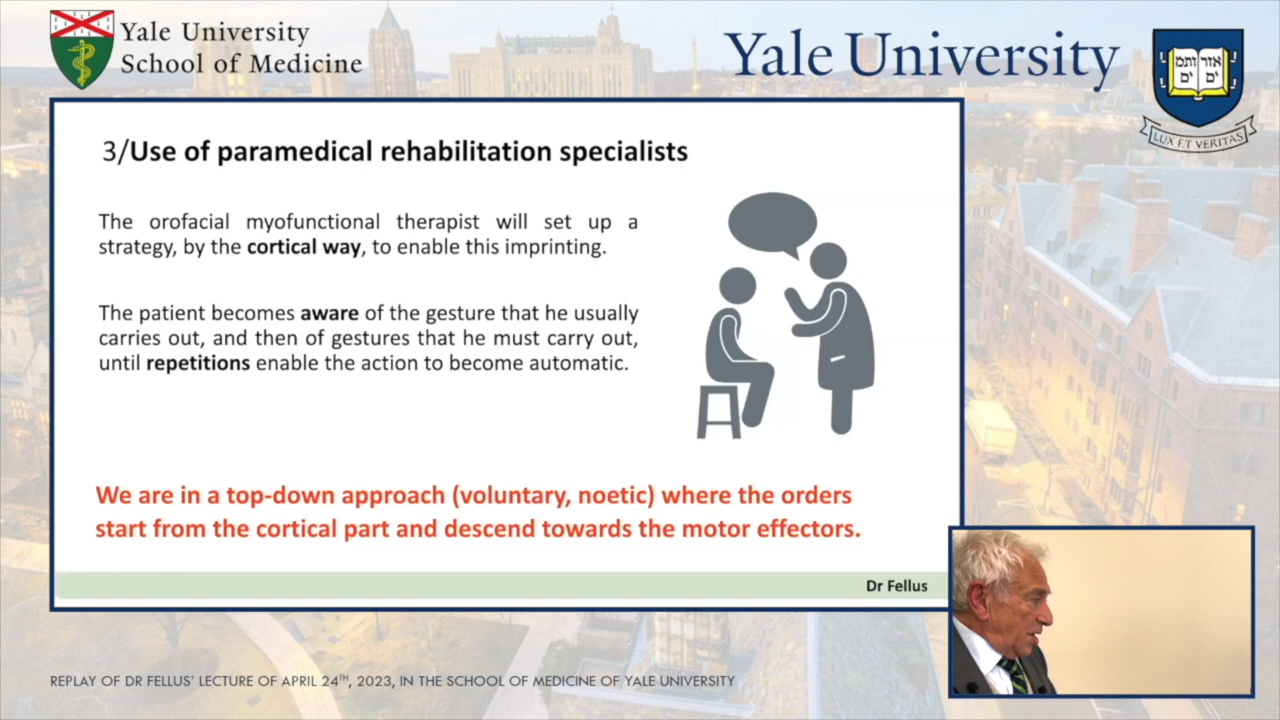 Yale University
School of Medicine
Yale University
אור ותמ
ים ים
LUX ET VERITAS
3/Use of paramedical rehabilitation specialists
The orofacial myofunctional therapist will set up a
strategy, by the cortical way, to enable this imprinting.
The patient becomes aware of the gesture that he usually
carries out, and then of gestures that he must carry out,
until repetitions enable the action to become automatic.
We are in a top-down approach (voluntary, noetic) where the orders
start from the cortical part and descend towards the motor effectors.
Dr Fellus
REPLAY OF DR FELLUS' LECTURE OF APRIL 24TH, 2023, IN THE SCHOOL OF MEDICINE OF YALE UNIVERSITY